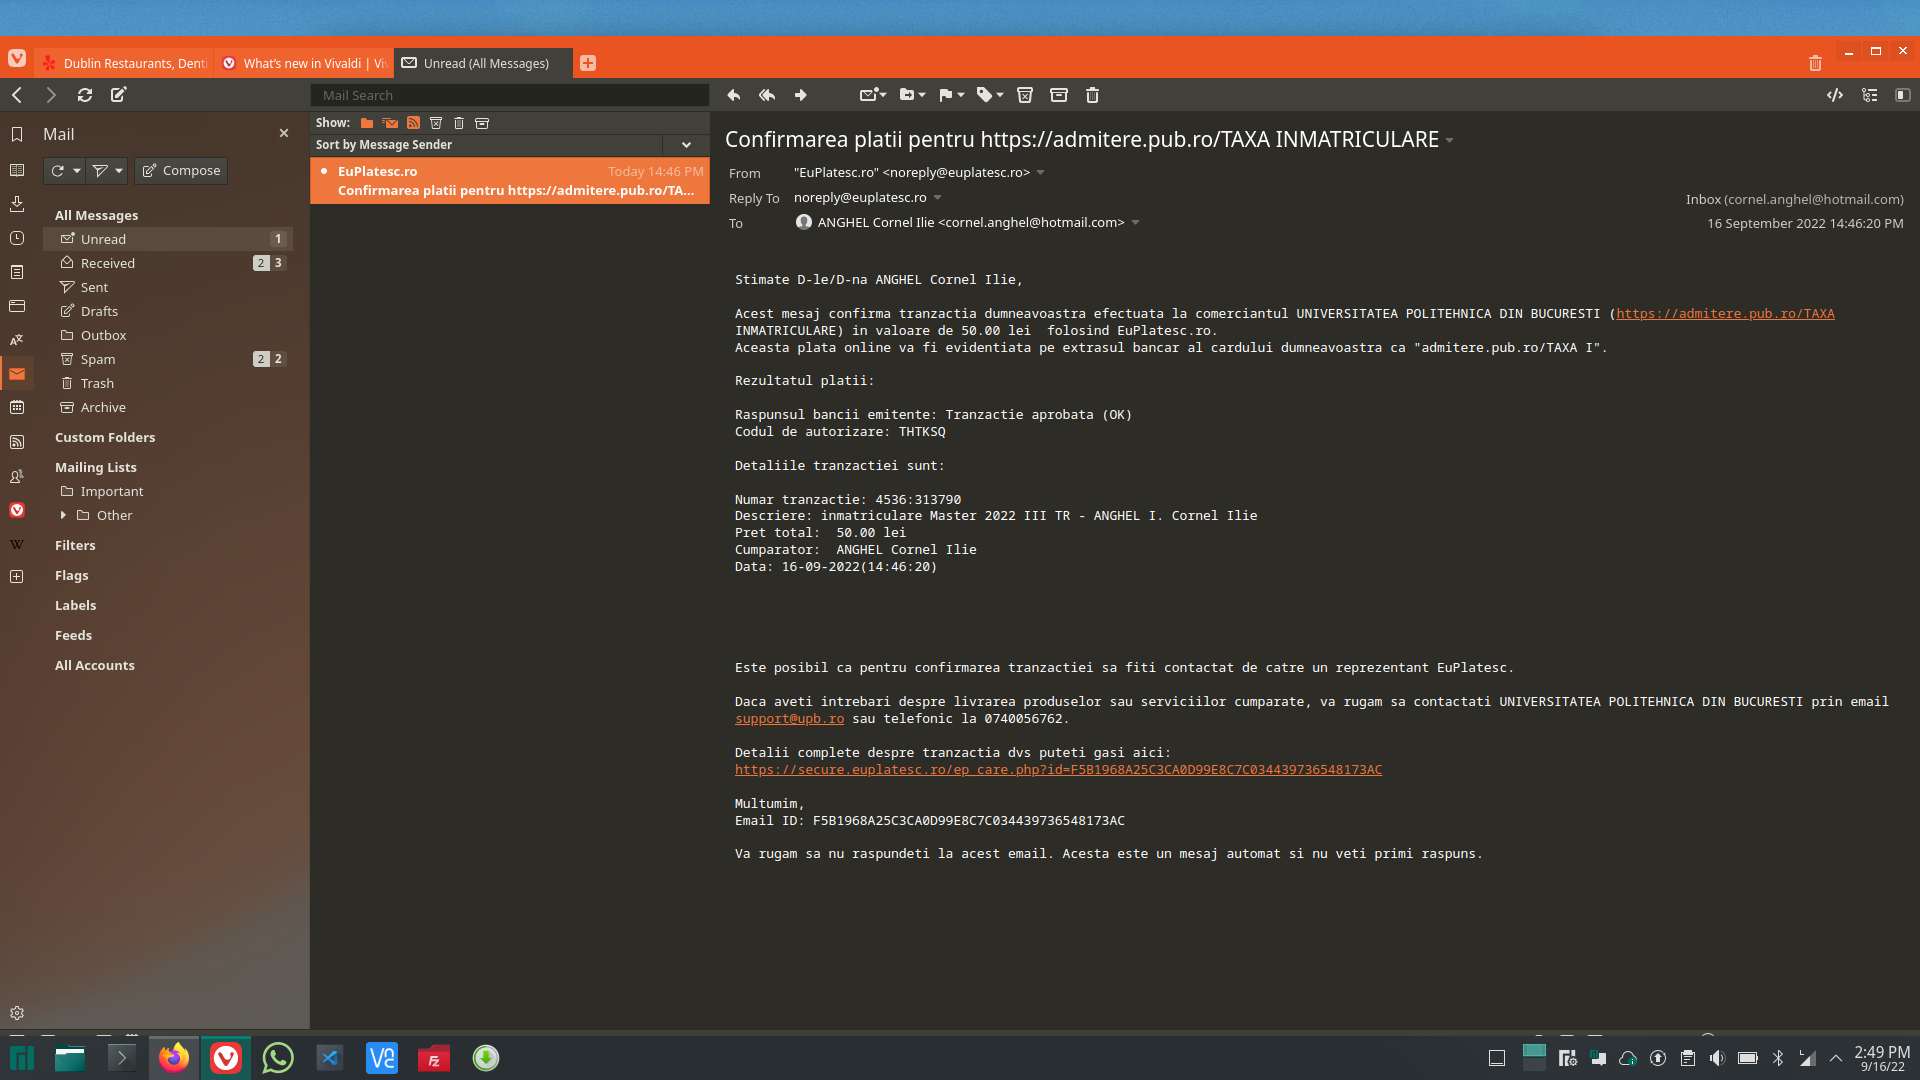 Dublin Restaurants, Denti
What's new in Vivaldi | Viv
Unread (All Messages)
Mail Search
Mail
Compose
All Messages
Unread 1
Received 2 3
Sent
Drafts
Outbox
Spam 2 2
Trash
Archive
Custom Folders
Mailing Lists
Important
Other
Filters
Flags
Labels
Feeds
All Accounts
Show:
Sort by Message Sender
EuPlatesc.ro Today 14:46 PM
Confirmarea platii pentru https://admitere.pub.ro/TA...
Confirmarea platii pentru https://admitere.pub.ro/TAXA INMATRICULARE
From "EuPlatesc.ro" <noreply@euplatesc.ro>
Reply To noreply@euplatesc.ro
Inbox (cornel.anghel@hotmail.com)
To ANGHEL Cornel Ilie <cornel.anghel@hotmail.com>
16 September 2022 14:46:20 PM
Stimate D-le/D-na ANGHEL Cornel Ilie,
Acest mesaj confirma tranzactia dumneavoastra efectuata la comerciantul UNIVERSITATEA POLITEHNICA DIN BUCURESTI (https://admitere.pub.ro/TAXA
INMATRICULARE) in valoare de 50.00 lei  folosind EuPlatesc.ro.
Aceasta plata online va fi evidentiata pe extrasul bancar al cardului dumneavoastra ca "admitere.pub.ro/TAXA I".
Rezultatul platii:
Raspunsul bancii emitente: Tranzactie aprobata (OK)
Codul de autorizare: THTKSQ
Detaliile tranzactiei sunt:
Numar tranzactie: 4536:313790
Descriere: inmatriculare Master 2022 III TR - ANGHEL I. Cornel Ilie
Pret total:  50.00 lei
Cumparator:  ANGHEL Cornel Ilie
Data: 16-09-2022(14:46:20)
Este posibil ca pentru confirmarea tranzactiei sa fiti contactat de catre un reprezentant EuPlatesc.
Daca aveti intrebari despre livrarea produselor sau serviciilor cumparate, va rugam sa contactati UNIVERSITATEA POLITEHNICA DIN BUCURESTI prin email
support@upb.ro sau telefonic la 0740056762.
Detalii complete despre tranzactia dvs puteti gasi aici:
https://secure.euplatesc.ro/ep_care.php?id=F5B1968A25C3CA0D99E8C7C034439736548173AC
Multumim,
Email ID: F5B1968A25C3CA0D99E8C7C034439736548173AC
Va rugam sa nu raspundeti la acest email. Acesta este un mesaj automat si nu veti primi raspuns.
2:49 PM
9/16/22